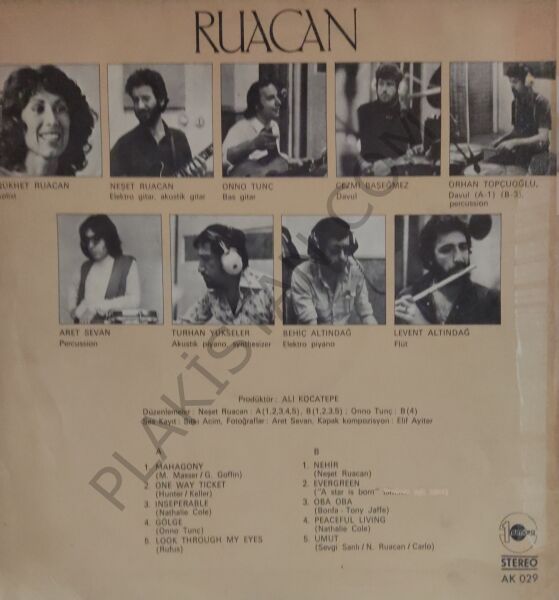 RUACAN
RUACAN
NEŞET RUACAN
Elektro gitar, akustik gitar
ONNO TUNÇ
Bas gitar
CEZMİ BAŞEĞMEZ
Davul
ORHAN TOPÇUOĞLU,
Davul (A-1) (B-3),
percussion
ARET SEVAN
Percussion
TURHAN YÜKSELER
Akustik piyano, synthesizer
BEHİÇ ALTINDAĞ
Elektro piyano
LEVENT ALTINDAĞ
Flüt
Prodüktör : ALİ KOCATEPE
Düzenlemeler : Neşet Ruacan : A (1,2,3,4,5), B (1,2,3,5) ; Onno Tunç : B (4)
Ses Kayıt : Acim, Fotoğraflar : Aret Sevan, Kapak kompozisyon : Elif Ayiter
A
1. MAHAGONY
(M. Masser / G. Goffin)
2. ONE WAY TICKET
(Hunter / Keller)
3. INSEPERABLE
(Nathalie Cole)
4. GÖLGE
(Onno Tunç)
5. LOOK THROUGH MY EYES
(Rufus)
B
1. NEHİR
(Neşet Ruacan)
2. EVERGREEN
("A star is born"
3. OBA OBA
(Bonfa - Tony Jaffe)
4. PEACEFUL LIVING
(Nathalie Cole)
5. UMUT
(Sevgi Sanlı / N. Ruacan / Carlo)
STEREO
AK 029
PLAKİSTAN.COM